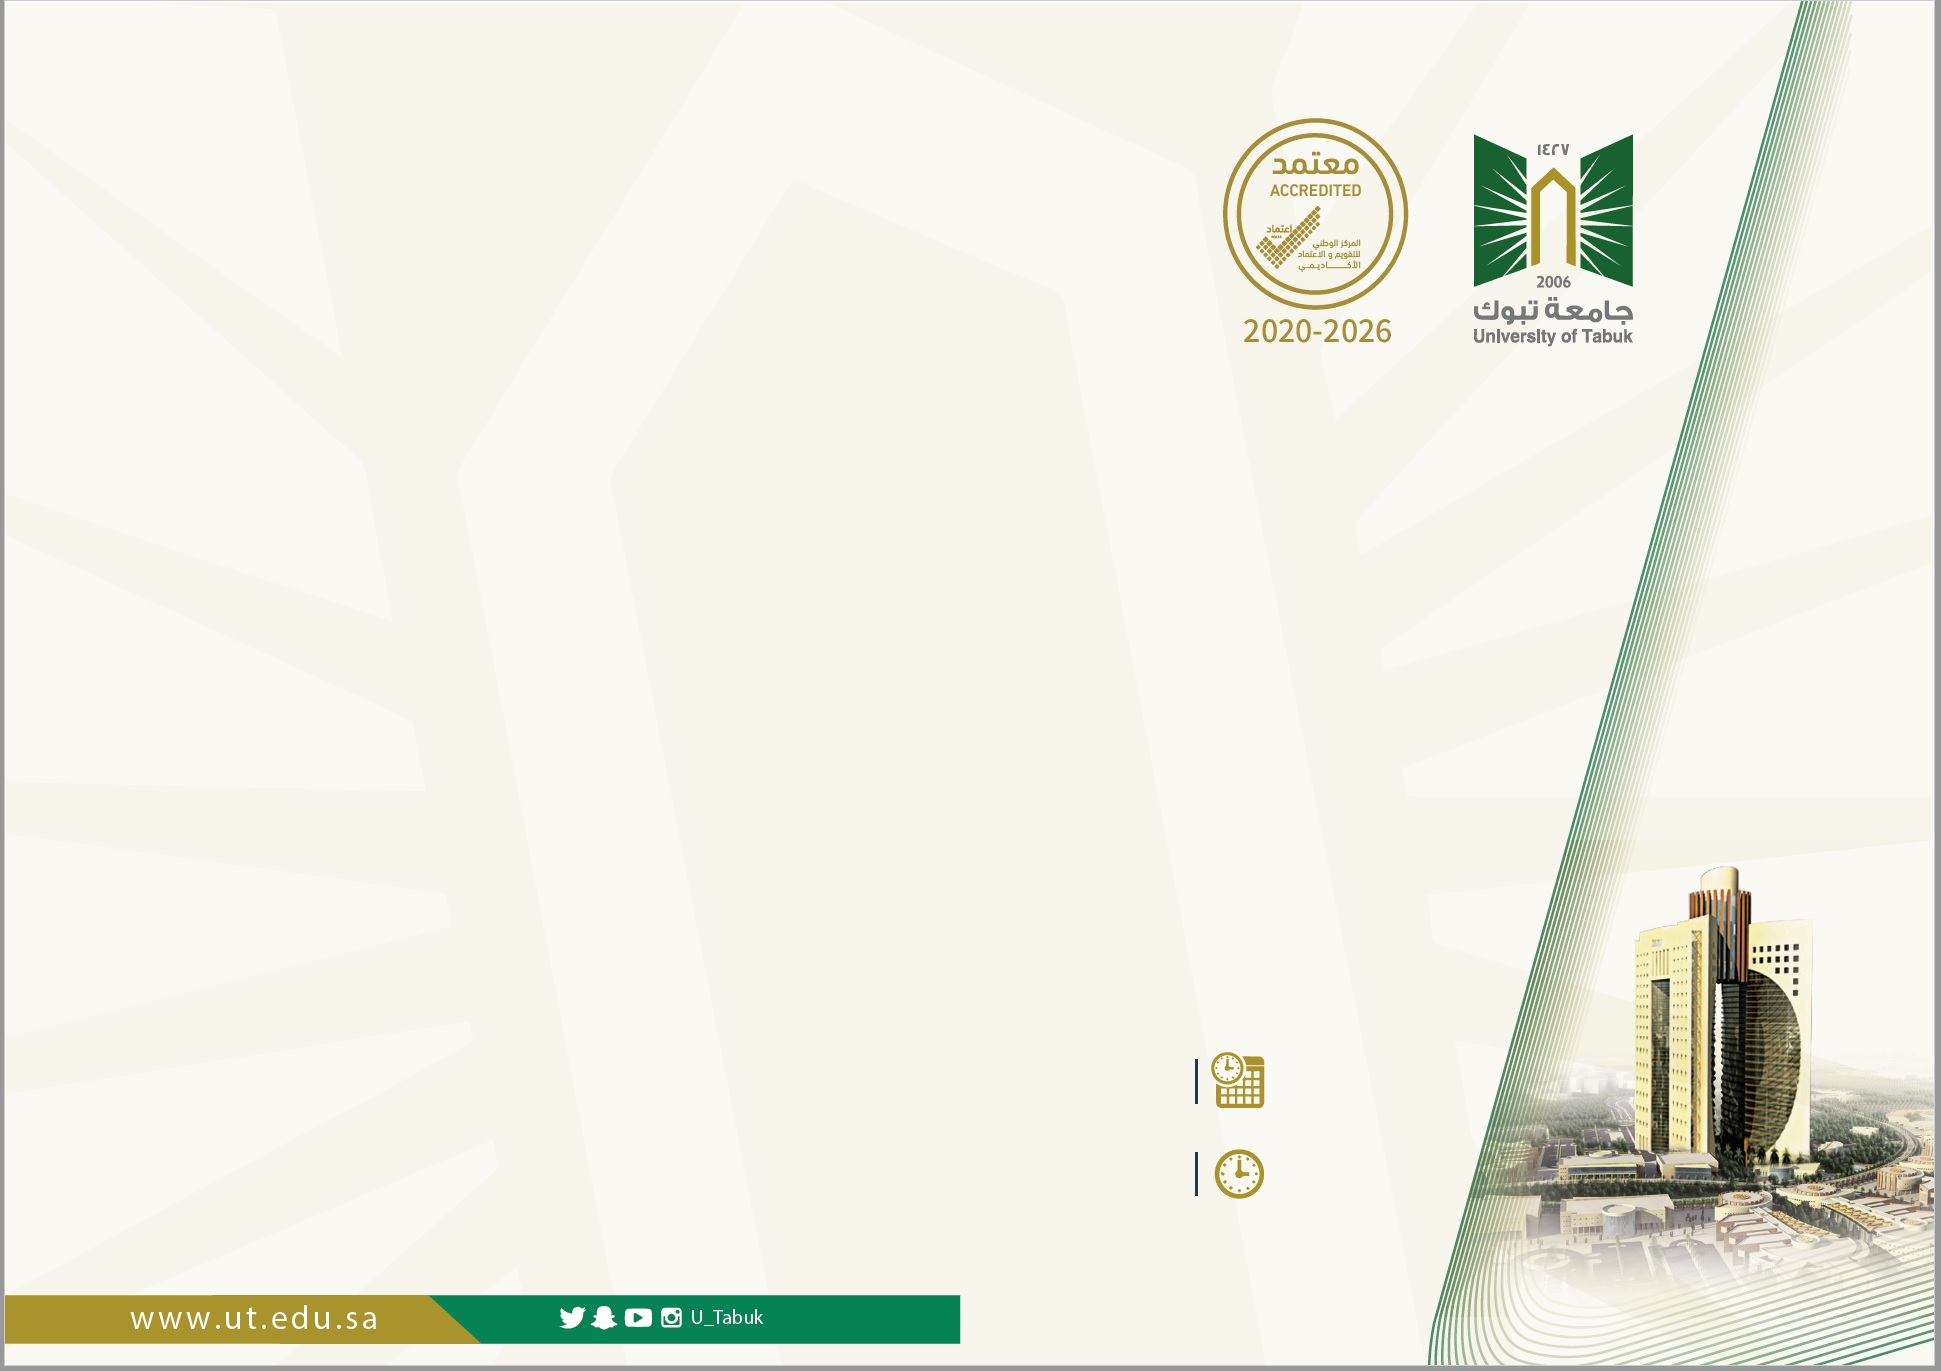 معتمد
ACCREDITED
اعتماد
المركز الوطني
للتقويم و الاعتماد
الأكـــاديـمـي
2020-2026
١٤٢٧
2006
جامعة تبوك
University of Tabuk
www.ut.edu.sa
U_Tabuk